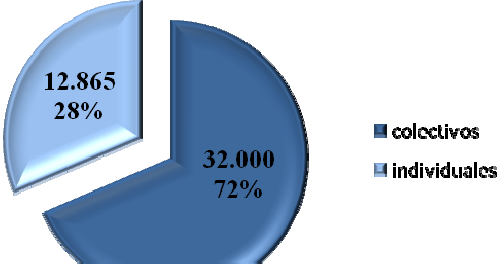 12.865
28%
32.000
72%
colectivos
individuales